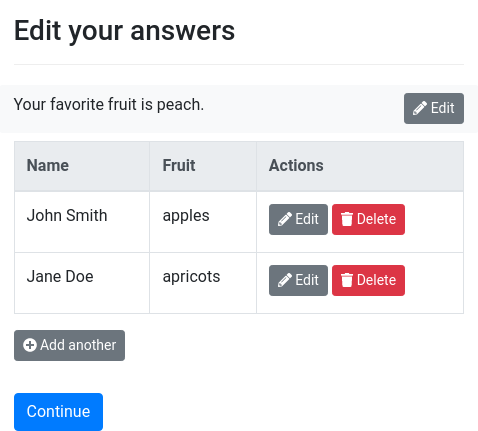 Edit your answers
Your favorite fruit is peach. Edit
Name Fruit Actions
John Smith apples Edit Delete
Jane Doe apricots Edit Delete
Add another
Continue